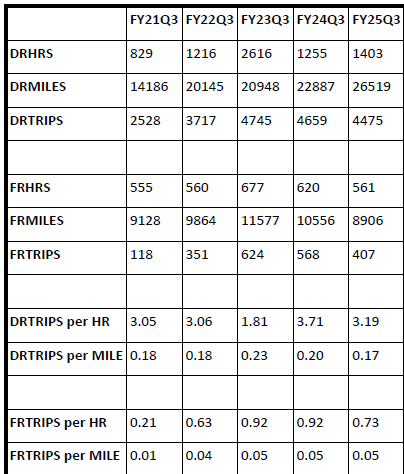 FY21Q3 FY22Q3 FY23Q3 FY24Q3 FY25Q3
DRHRS 829 1216 2616 1255 1403
DRMILES 14186 20145 20948 22887 26519
DRTRIPS 2528 3717 4745 4659 4475
FRHRS 555 560 677 620 561
FRMILES 9128 9864 11577 10556 8906
FRTRIPS 118 351 624 568 407
DRTRIPS per HR 3.05 3.06 1.81 3.71 3.19
DRTRIPS per MILE 0.18 0.18 0.23 0.20 0.17
FRTRIPS per HR 0.21 0.63 0.92 0.92 0.73
FRTRIPS per MILE 0.01 0.04 0.05 0.05 0.05